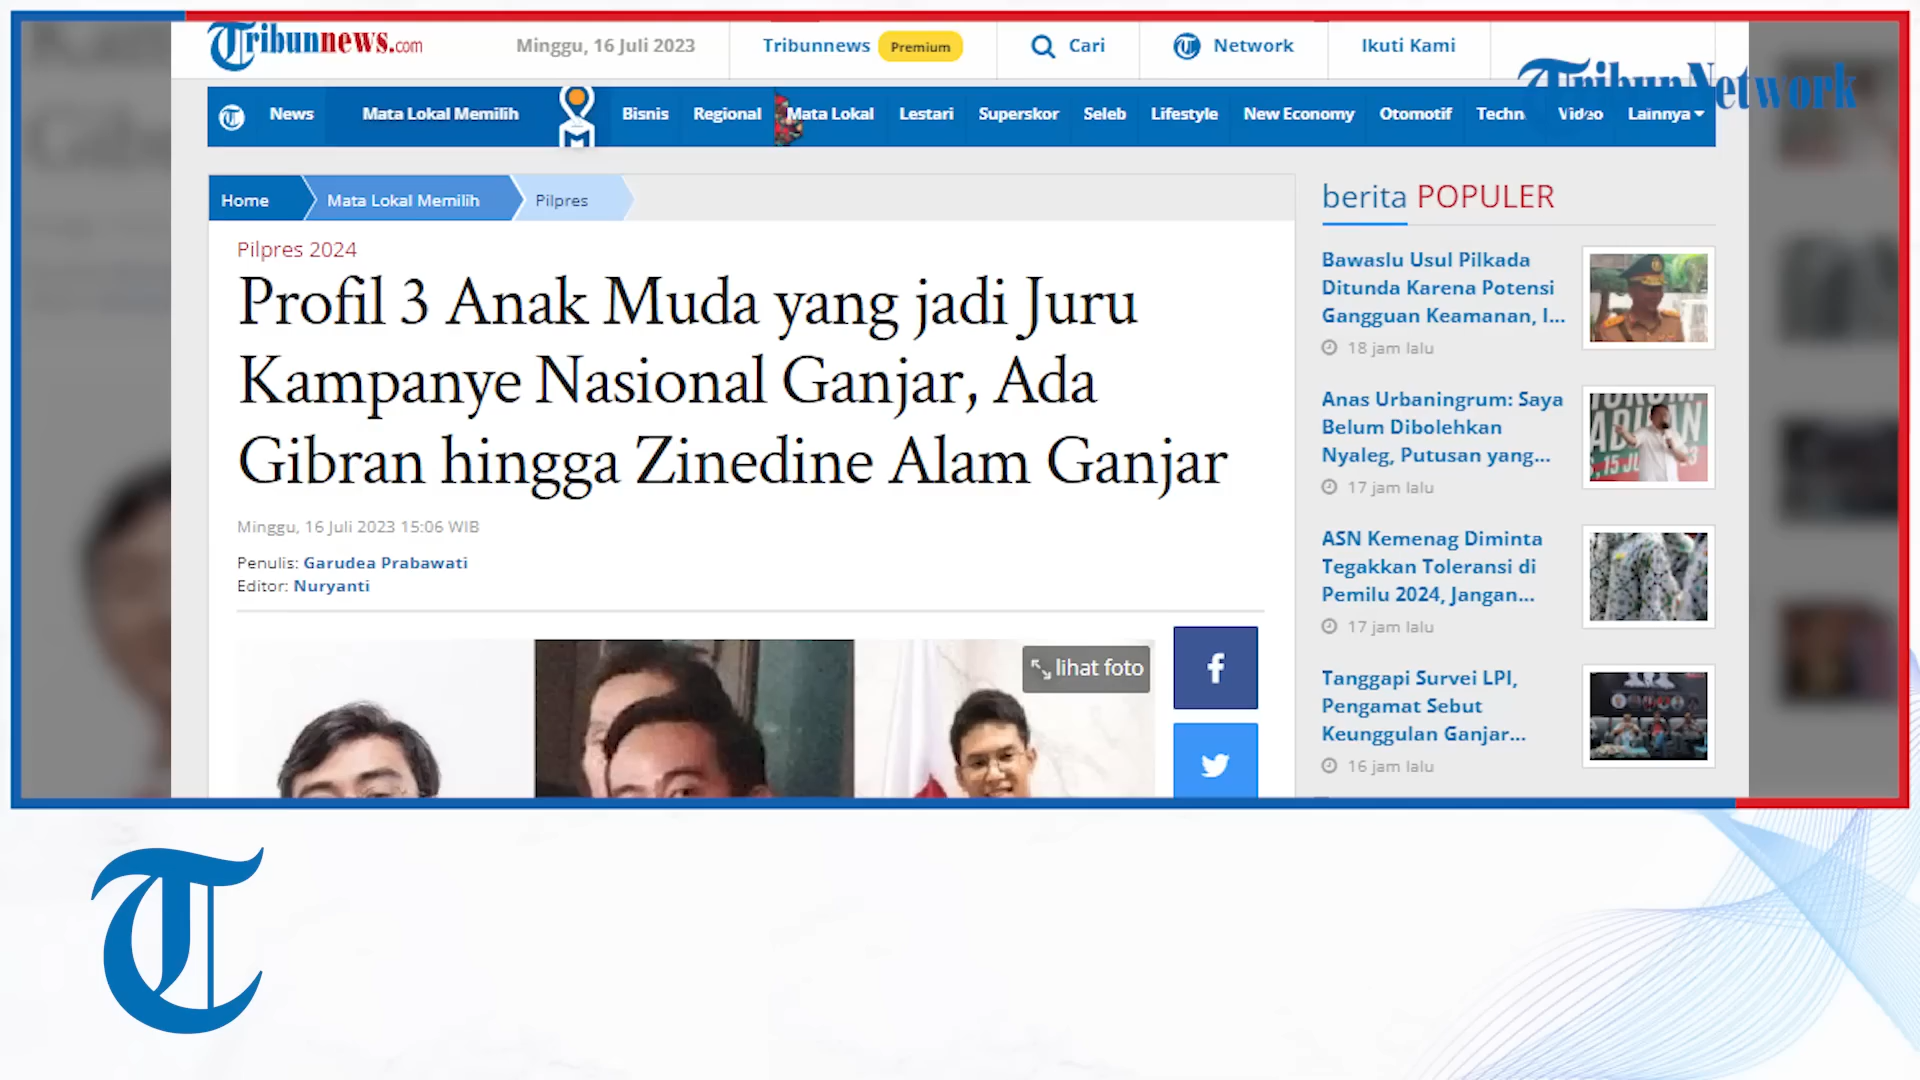 Tribunnews.com
Minggu, 16 Juli 2023
Tribunnews Premium
Cari
Network
Ikuti Kami
TribunNetwork
News Mata Lokal Memilih Bisnis Regional Mata Lokal Lestari Superskor Seleb Lifestyle New Economy Otomotif Techn Video Lainnya
Home Mata Lokal Memilih Pilpres
Pilpres 2024
Profil 3 Anak Muda yang jadi Juru
Kampanye Nasional Ganjar, Ada
Gibran hingga Zinedine Alam Ganjar
Minggu, 16 Juli 2023 15:06 WIB
Penulis: Garudea Prabawati
Editor: Nuryanti
lihat foto
berita POPULER
Bawaslu Usul Pilkada
Ditunda Karena Potensi
Gangguan Keamanan, I...
18 jam lalu
Anas Urbaningrum: Saya
Belum Dibolehkan
Nyaleg, Putusan yang...
17 jam lalu
ASN Kemenag Diminta
Tegakkan Toleransi di
Pemilu 2024, Jangan...
17 jam lalu
Tanggapi Survei LPI,
Pengamat Sebut
Keunggulan Ganjar...
16 jam lalu